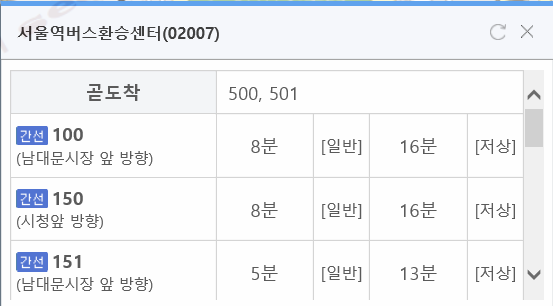 서울역버스환승센터(02007)
곧도착 500, 501
간선 100 8분 [일반] 16분 [저상]
(남대문시장 앞 방향)
간선 150 8분 [일반] 16분 [저상]
(시청앞 방향)
간선 151 5분 [일반] 13분 [저상]
(남대문시장 앞 방향)